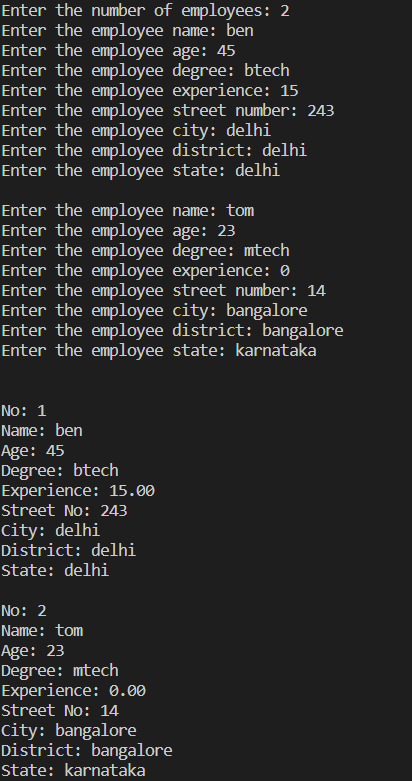 Enter the number of employees: 2
Enter the employee name: ben
Enter the employee age: 45
Enter the employee degree: btech
Enter the employee experience: 15
Enter the employee street number: 243
Enter the employee city: delhi
Enter the employee district: delhi
Enter the employee state: delhi
Enter the employee name: tom
Enter the employee age: 23
Enter the employee degree: mtech
Enter the employee experience: 0
Enter the employee street number: 14
Enter the employee city: bangalore
Enter the employee district: bangalore
Enter the employee state: karnataka
No: 1
Name: ben
Age: 45
Degree: btech
Experience: 15.00
Street No: 243
City: delhi
District: delhi
State: delhi
No: 2
Name: tom
Age: 23
Degree: mtech
Experience: 0.00
Street No: 14
City: bangalore
District: bangalore
State: karnataka